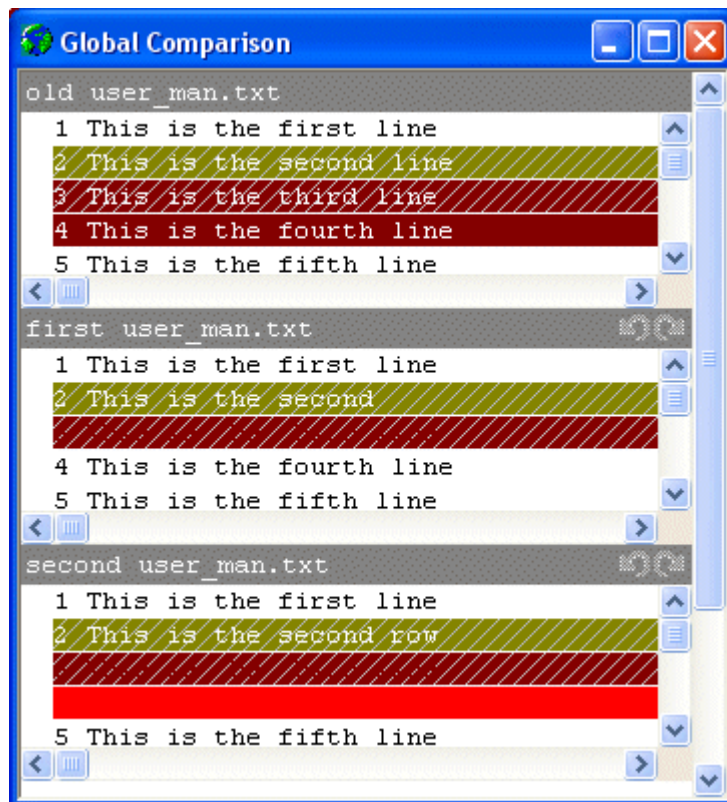 Global Comparison
old user_man.txt
1 This is the first line
2 This is the second line
3 This is the third line
4 This is the fourth line
5 This is the fifth line
first user_man.txt
1 This is the first line
2 This is the second
4 This is the fourth line
5 This is the fifth line
second user_man.txt
1 This is the first line
2 This is the second row
5 This is the fifth line